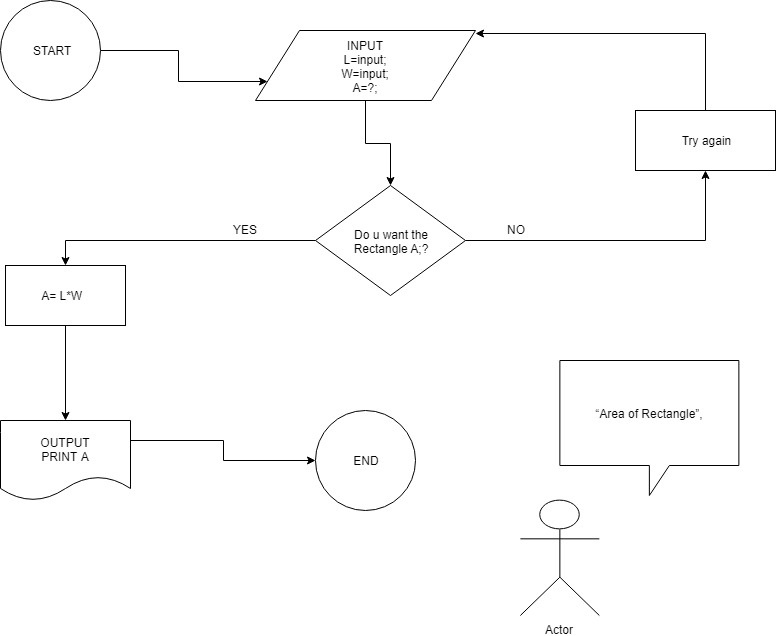 START
INPUT
L=input;
W=input;
A=?;
Try again
YES
Do u want the
Rectangle A;?
NO
A= L*W
OUTPUT
PRINT A
END
“Area of Rectangle”,
Actor